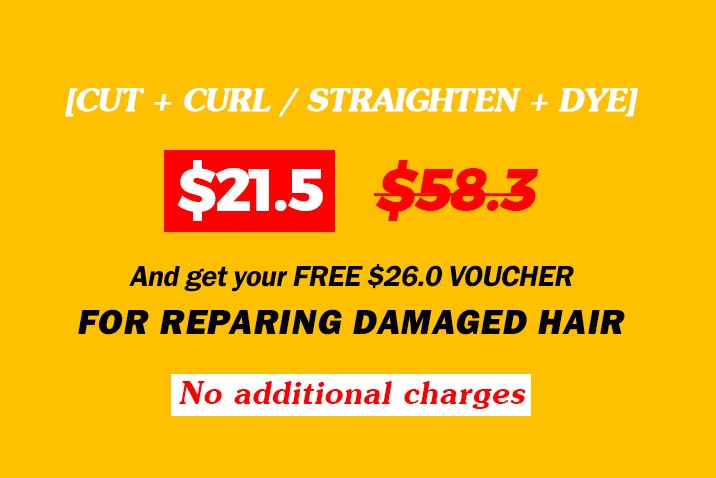 [CUT + CURL / STRAIGHTEN + DYE]
$21.5 $58.3
And get your FREE $26.0 VOUCHER
FOR REPARING DAMAGED HAIR
No additional charges